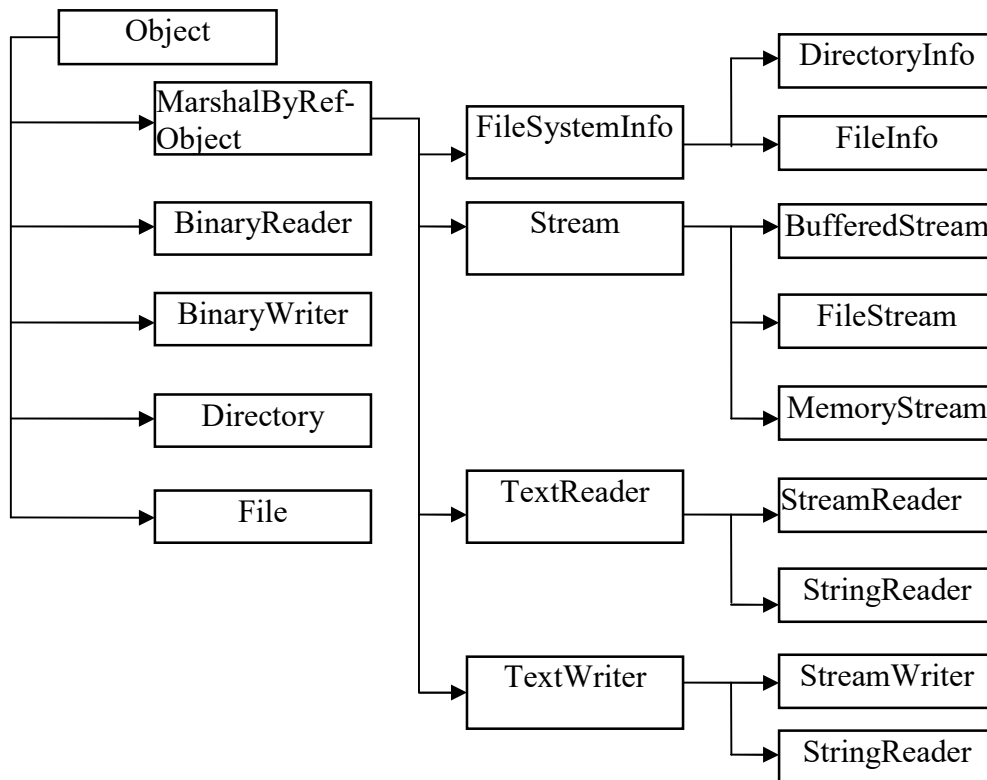 Object
MarshalByRef-
Object
BinaryReader
BinaryWriter
Directory
File
FileSystemInfo
Stream
TextReader
TextWriter
DirectoryInfo
FileInfo
BufferedStream
FileStream
MemoryStream
StreamReader
StringReader
StreamWriter
StringReader